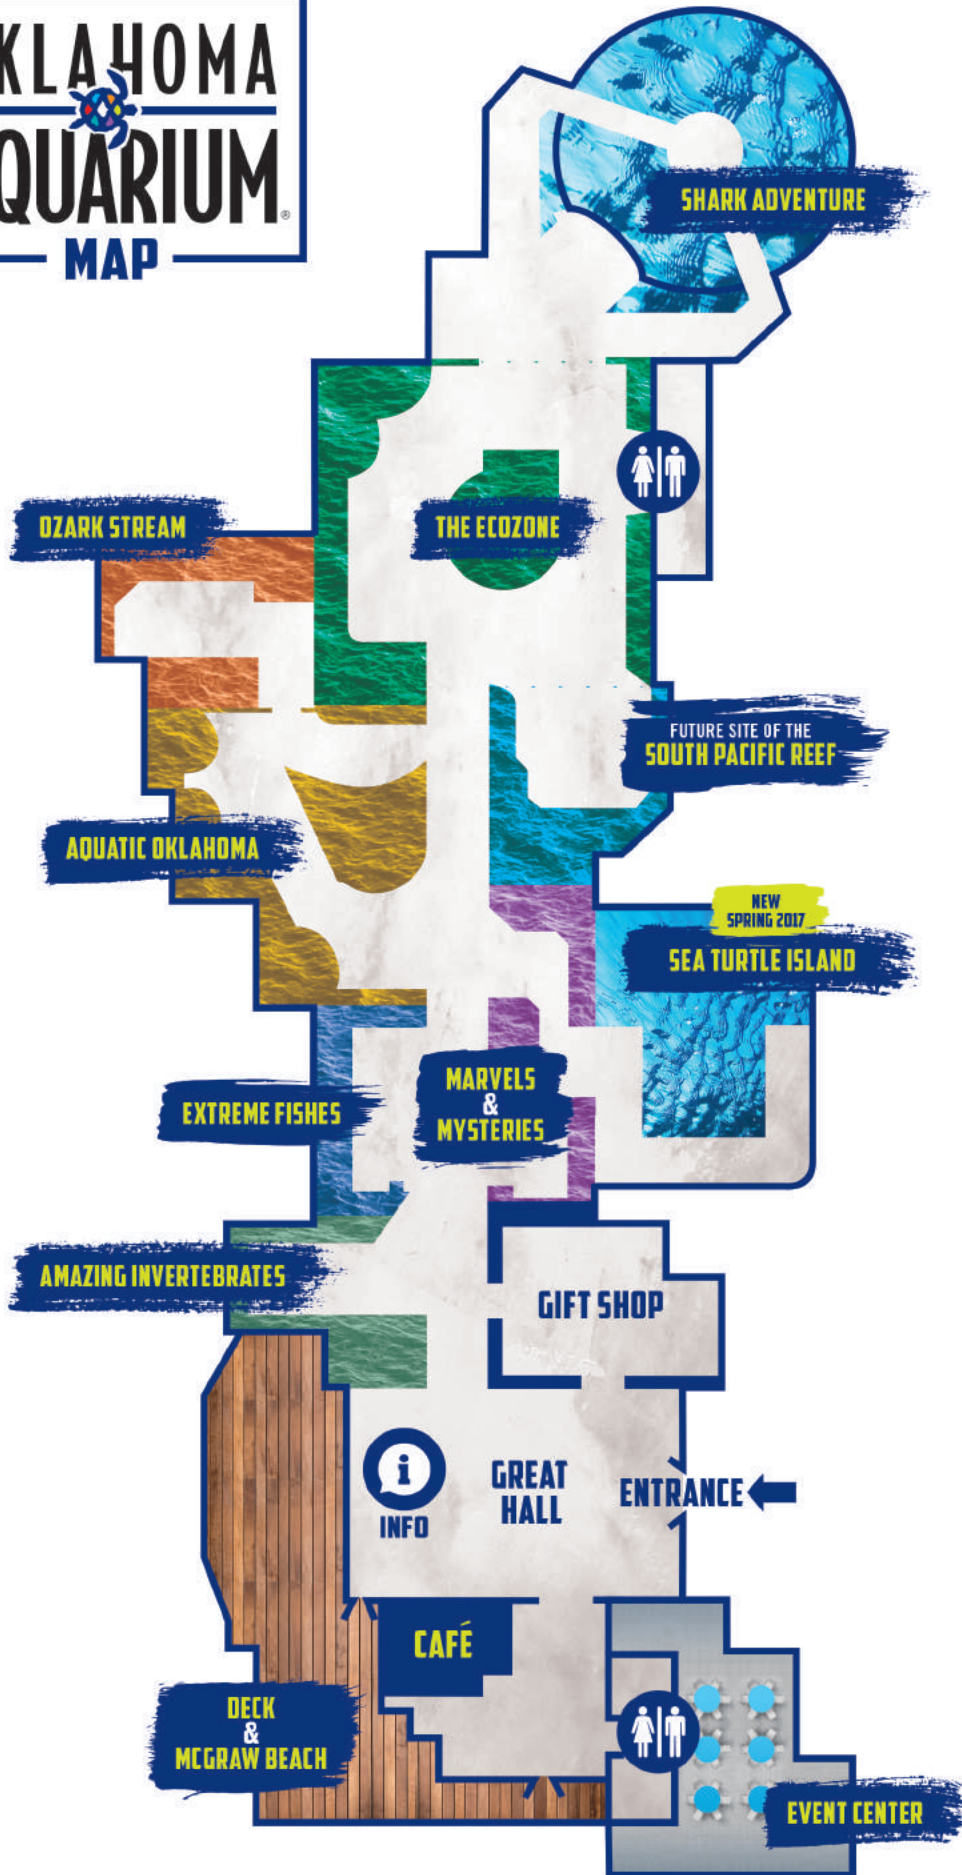 KLAHOMA
QUARIUM®
MAP
SHARK ADVENTURE
OZARK STREAM
THE ECOZONE
FUTURE SITE OF THE
SOUTH PACIFIC REEF
AQUATIC OKLAHOMA
NEW
SPRING 2017
SEA TURTLE ISLAND
MARVELS
&
MYSTERIES
EXTREME FISHES
AMAZING INVERTEBRATES
GIFT SHOP
i
INFO
GREAT
HALL
ENTRANCE
CAFÉ
DECK
&
MCGRAW BEACH
EVENT CENTER